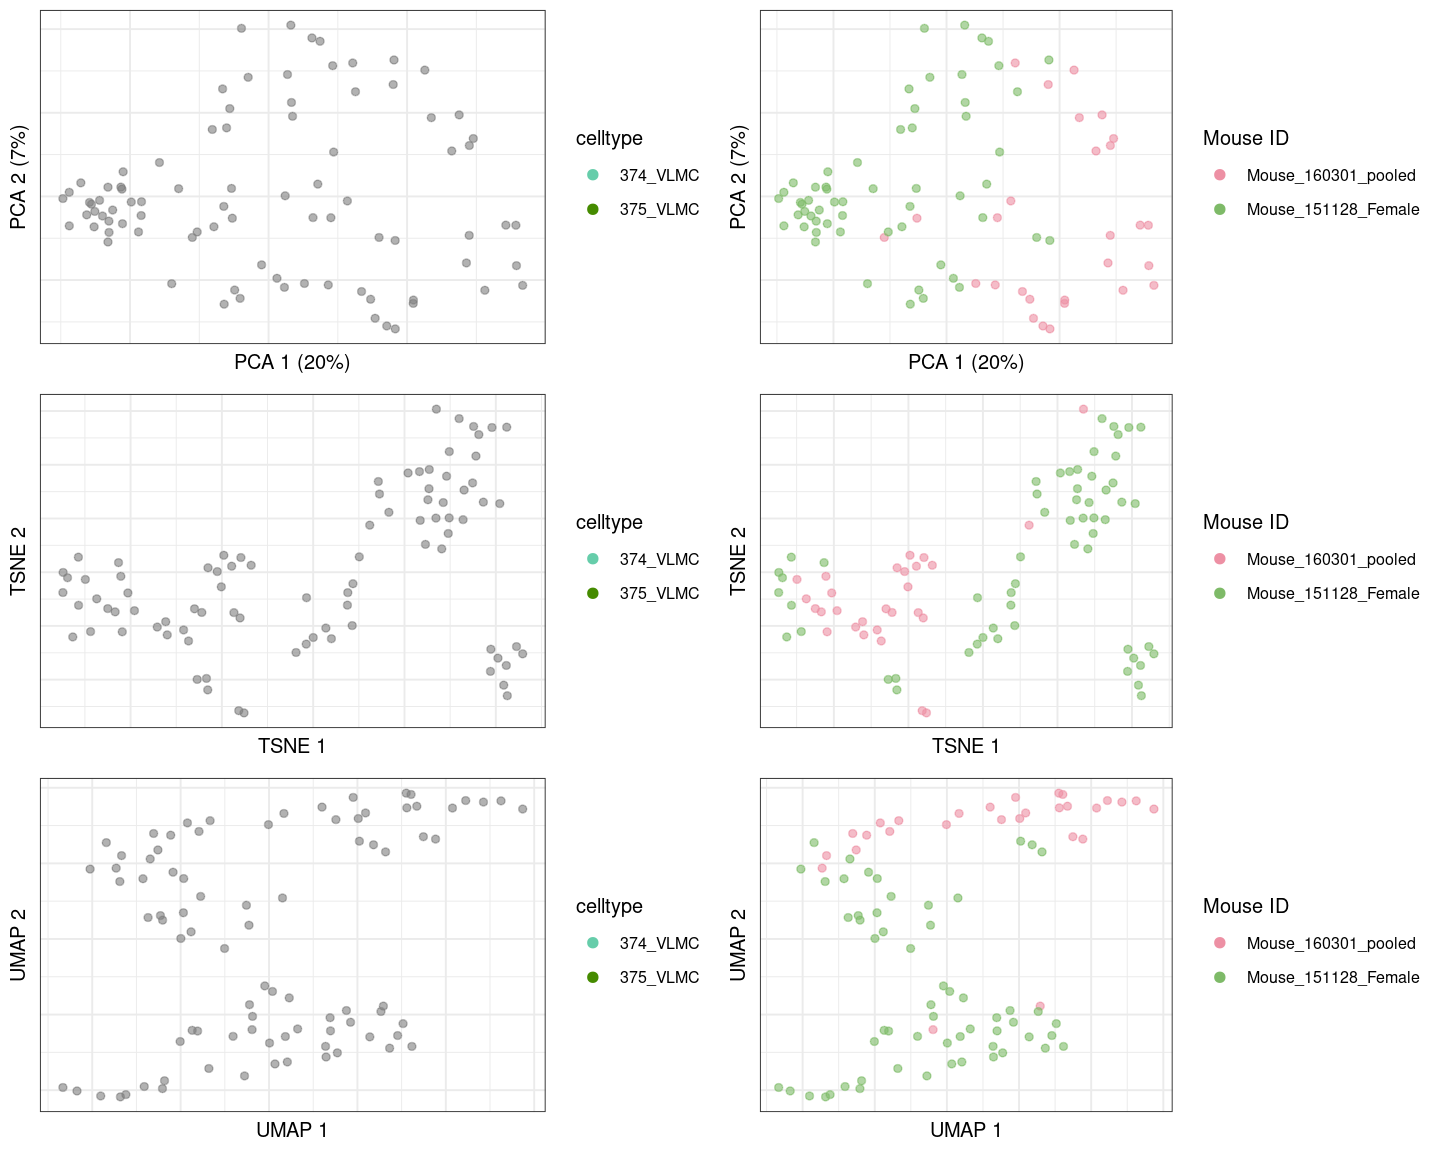 PCA 2 (7%)
PCA 1 (20%)
celltype
374_VLMC
375_VLMC
PCA 2 (7%)
PCA 1 (20%)
Mouse ID
Mouse_160301_pooled
Mouse_151128_Female
TSNE 2
TSNE 1
celltype
374_VLMC
375_VLMC
TSNE 2
TSNE 1
Mouse ID
Mouse_160301_pooled
Mouse_151128_Female
UMAP 2
UMAP 1
celltype
374_VLMC
375_VLMC
UMAP 2
UMAP 1
Mouse ID
Mouse_160301_pooled
Mouse_151128_Female